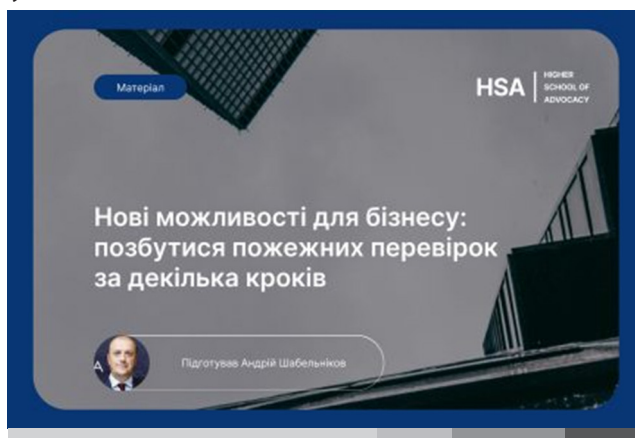 Матеріал
HSA
HIGHER
SCHOOL OF
ADVOCACY
Нові можливості для бізнесу:
позбутися пожежних перевірок
за декілька кроків
Підготував Андрій Шабельніков